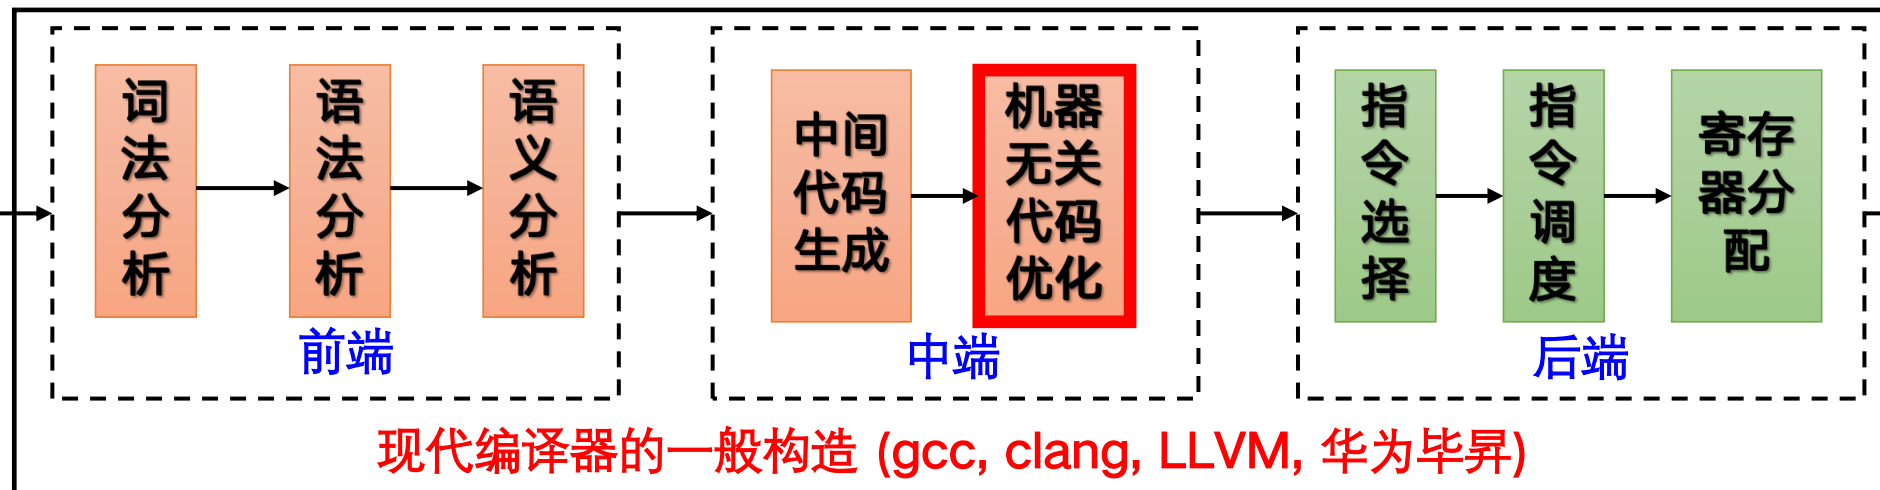 词
法
分
析
语
法
分
析
语
义
分
析
前端
中间
代码
生成
机器
无关
代码
优化
中端
指
令
选
择
指
令
调
度
寄存
器分
配
后端
现代编译器的一般构造 (gcc, clang, LLVM, 华为毕昇)